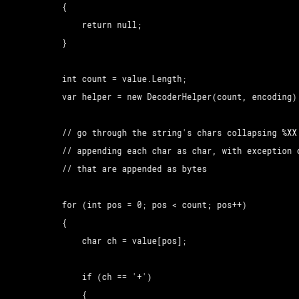 {
return null;
}
int count = value.Length;
var helper = new DecoderHelper(count, encoding)
// go through the string's chars collapsing %XX
// appending each char as char, with exception
// that are appended as bytes
for (int pos = 0; pos < count; pos++)
{
char ch = value[pos];
if (ch == '+')
{